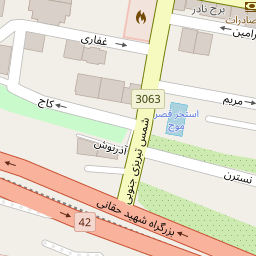 برج نادر
صادرات
غفاری
رامین
3063
مریم
کاخ
استخر قصر
موج
شمس تبریزی جنوبی
آذرنوش
نسترن
بزرگراه شهید حقانی
42